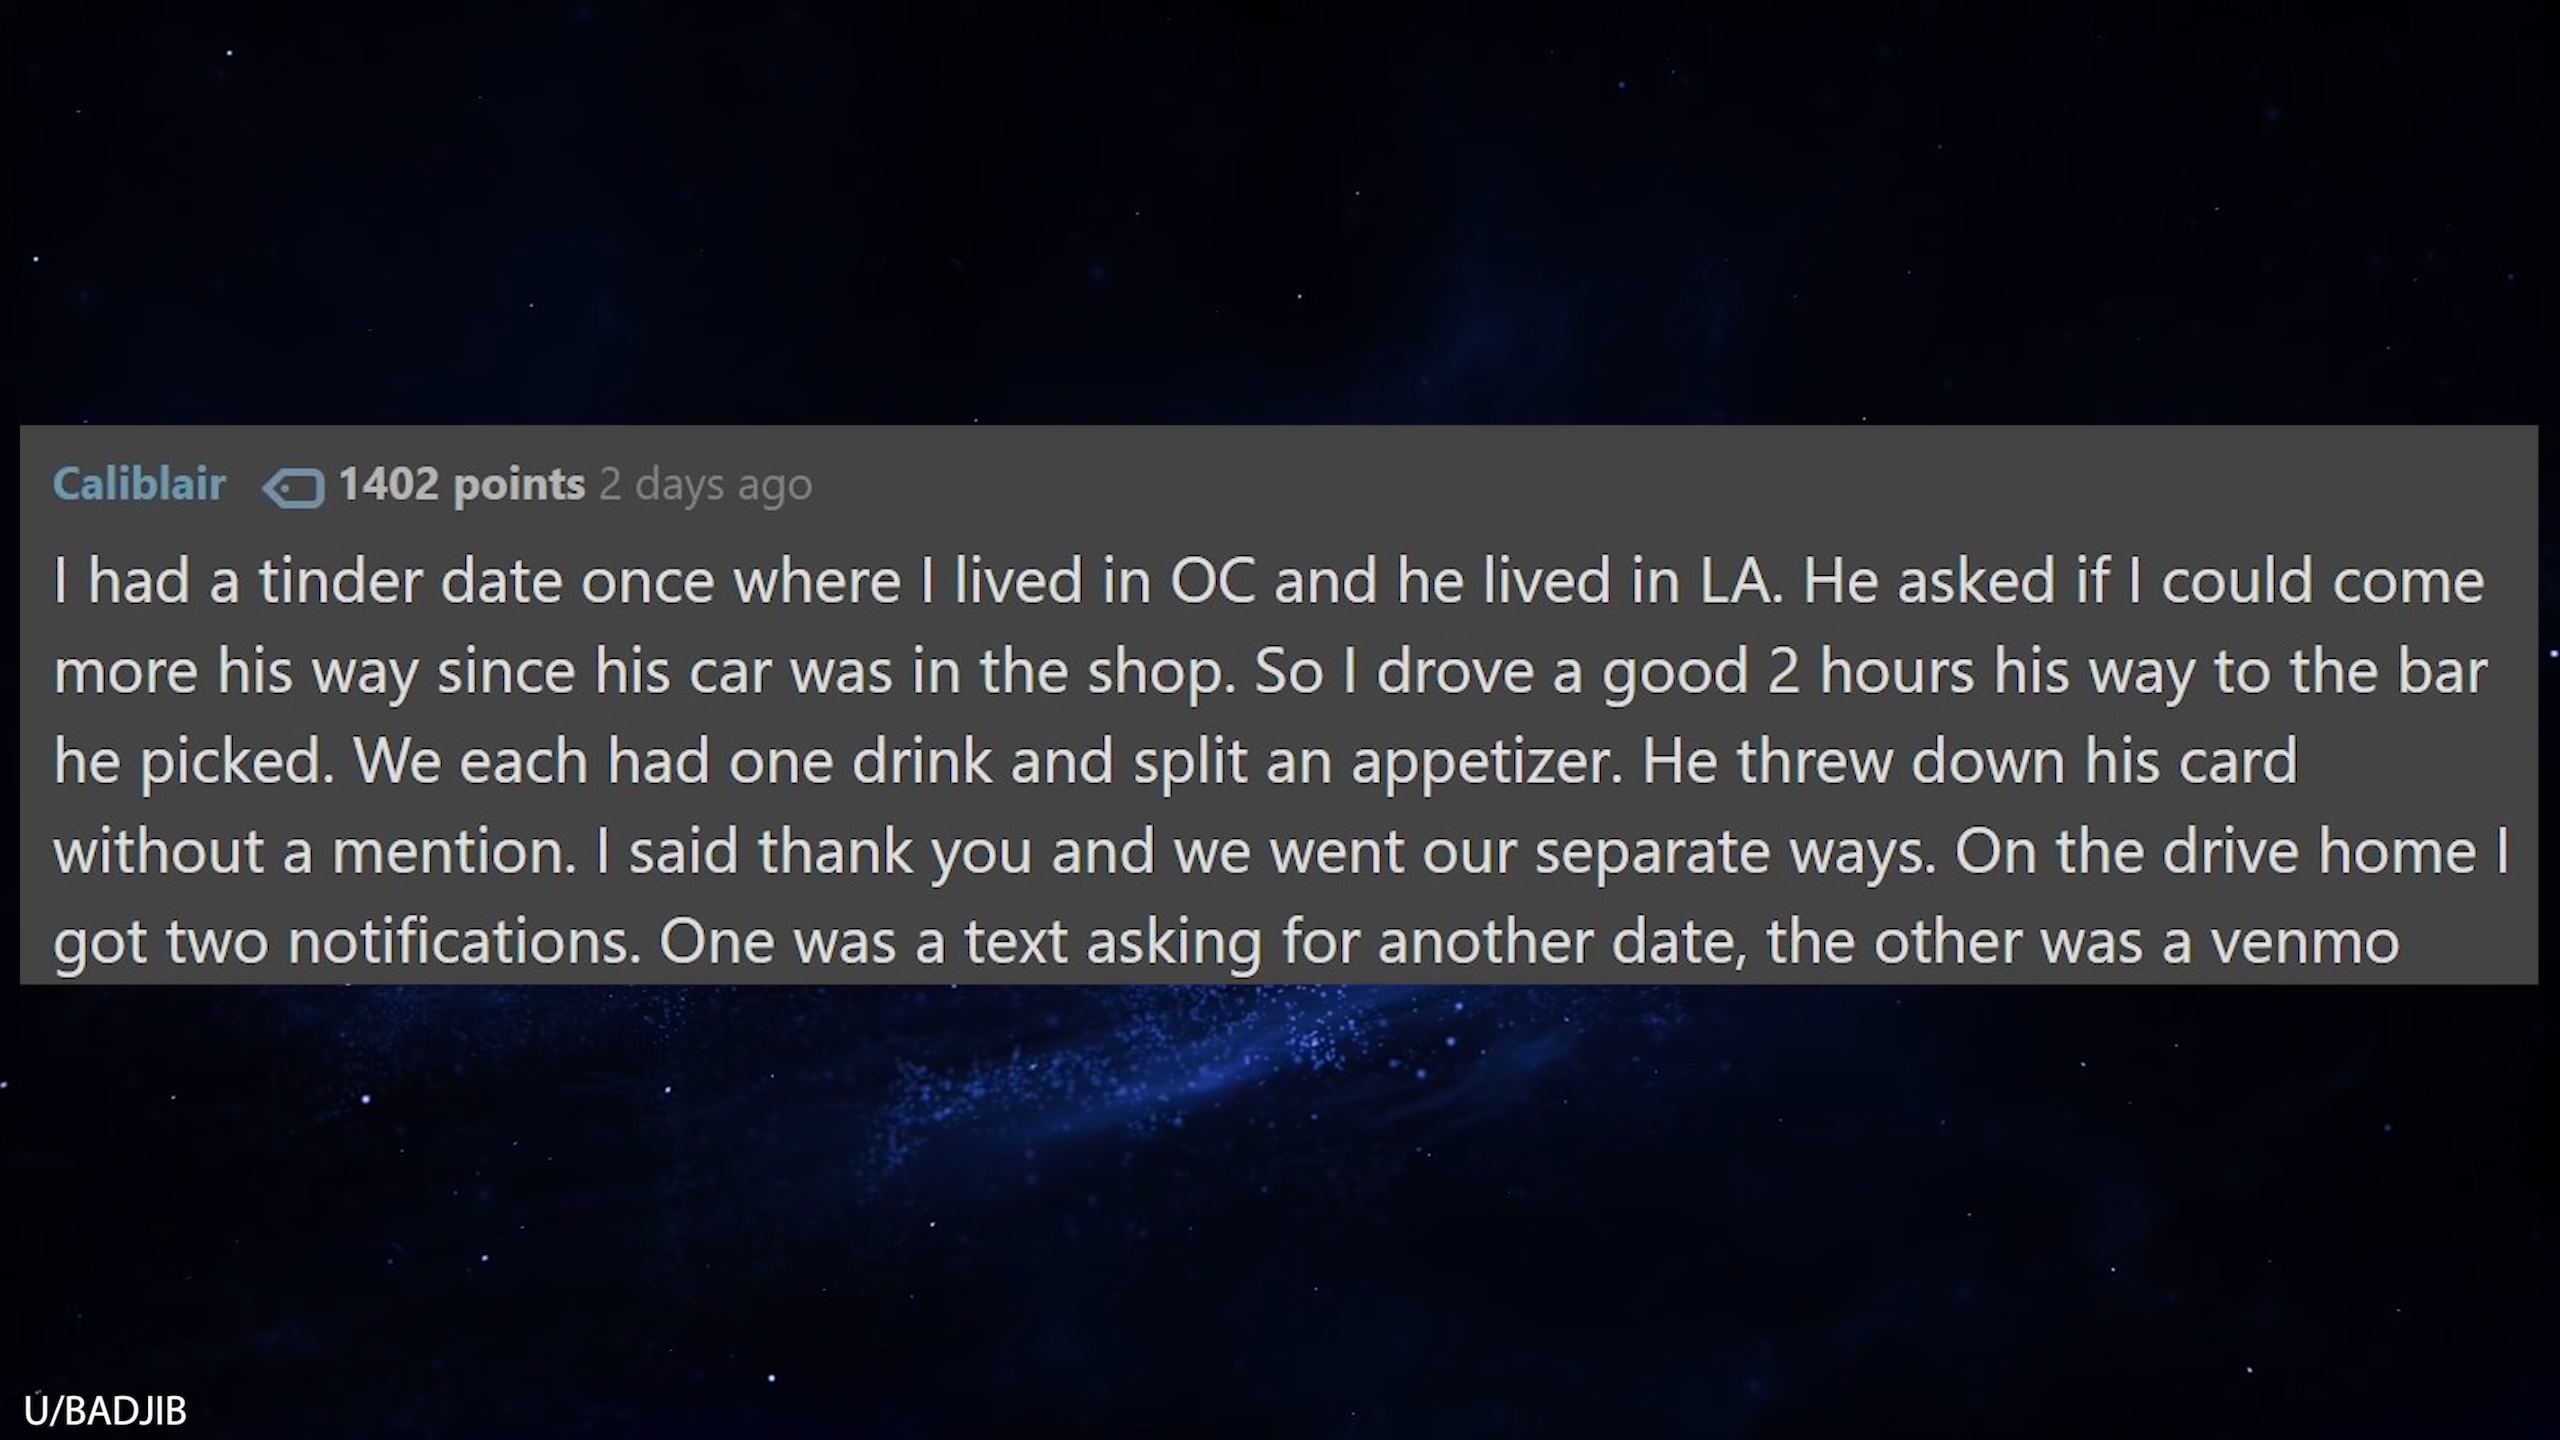 Caliblair 1402 points 2 days ago
I had a tinder date once where I lived in OC and he lived in LA. He asked if I could come
more his way since his car was in the shop. So I drove a good 2 hours his way to the bar
he picked. We each had one drink and split an appetizer. He threw down his card
without a mention. I said thank you and we went our separate ways. On the drive home I
got two notifications. One was a text asking for another date, the other was a venmo
U/BADJIB